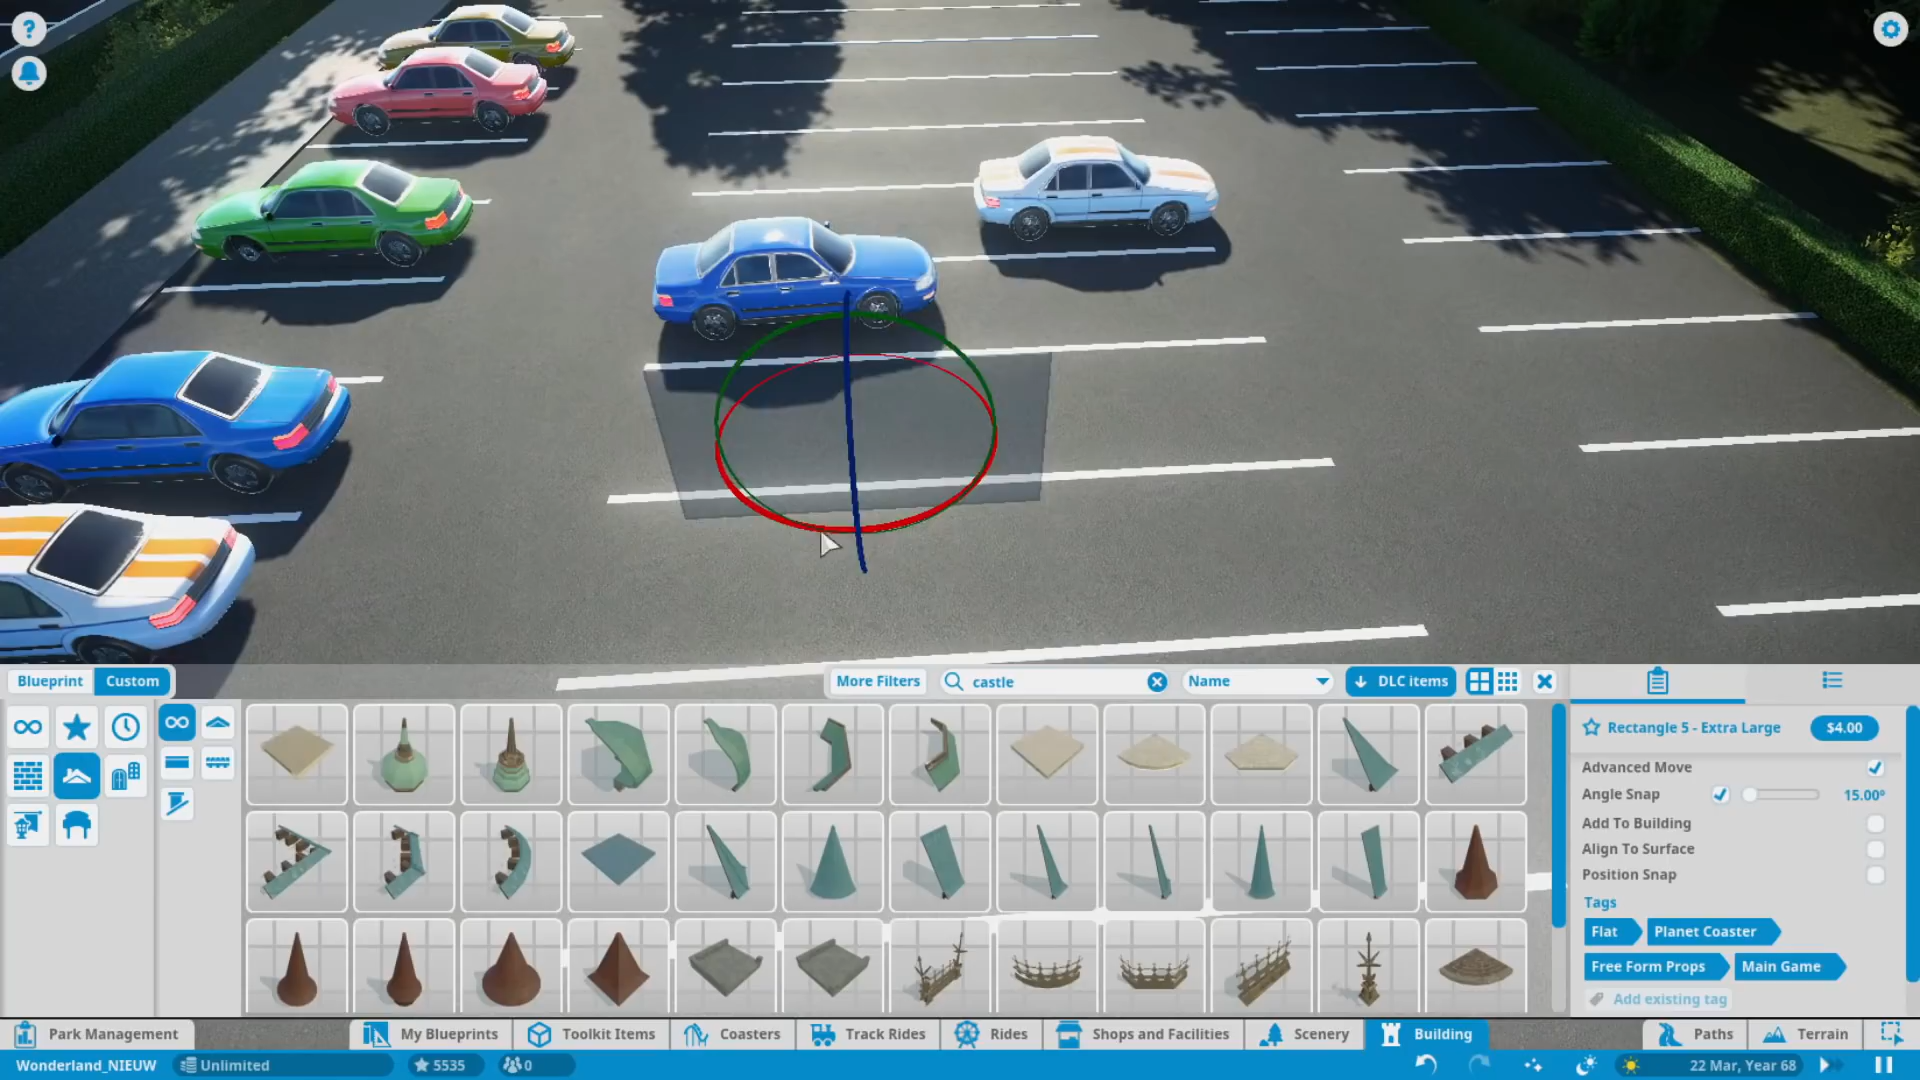 ?
Blueprint
Custom
More Filters
castle
Name
DLC items
Rectangle 5 - Extra Large
$4.00
Advanced Move
Angle Snap
15.00°
Add To Building
Align To Surface
Position Snap
Tags
Flat
Planet Coaster
Free Form Props
Main Game
Add existing tag
Park Management
My Blueprints
Toolkit Items
Coasters
Track Rides
Rides
Shops and Facilities
Scenery
Building
Paths
Terrain
Wonderland_NIEUW
Unlimited
5535
0
22 Mar, Year 68